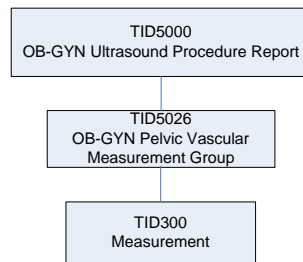 TID5000
OB-GYN Ultrasound Procedure Report
TID5026
OB-GYN Pelvic Vascular
Measurement Group
TID300
Measurement